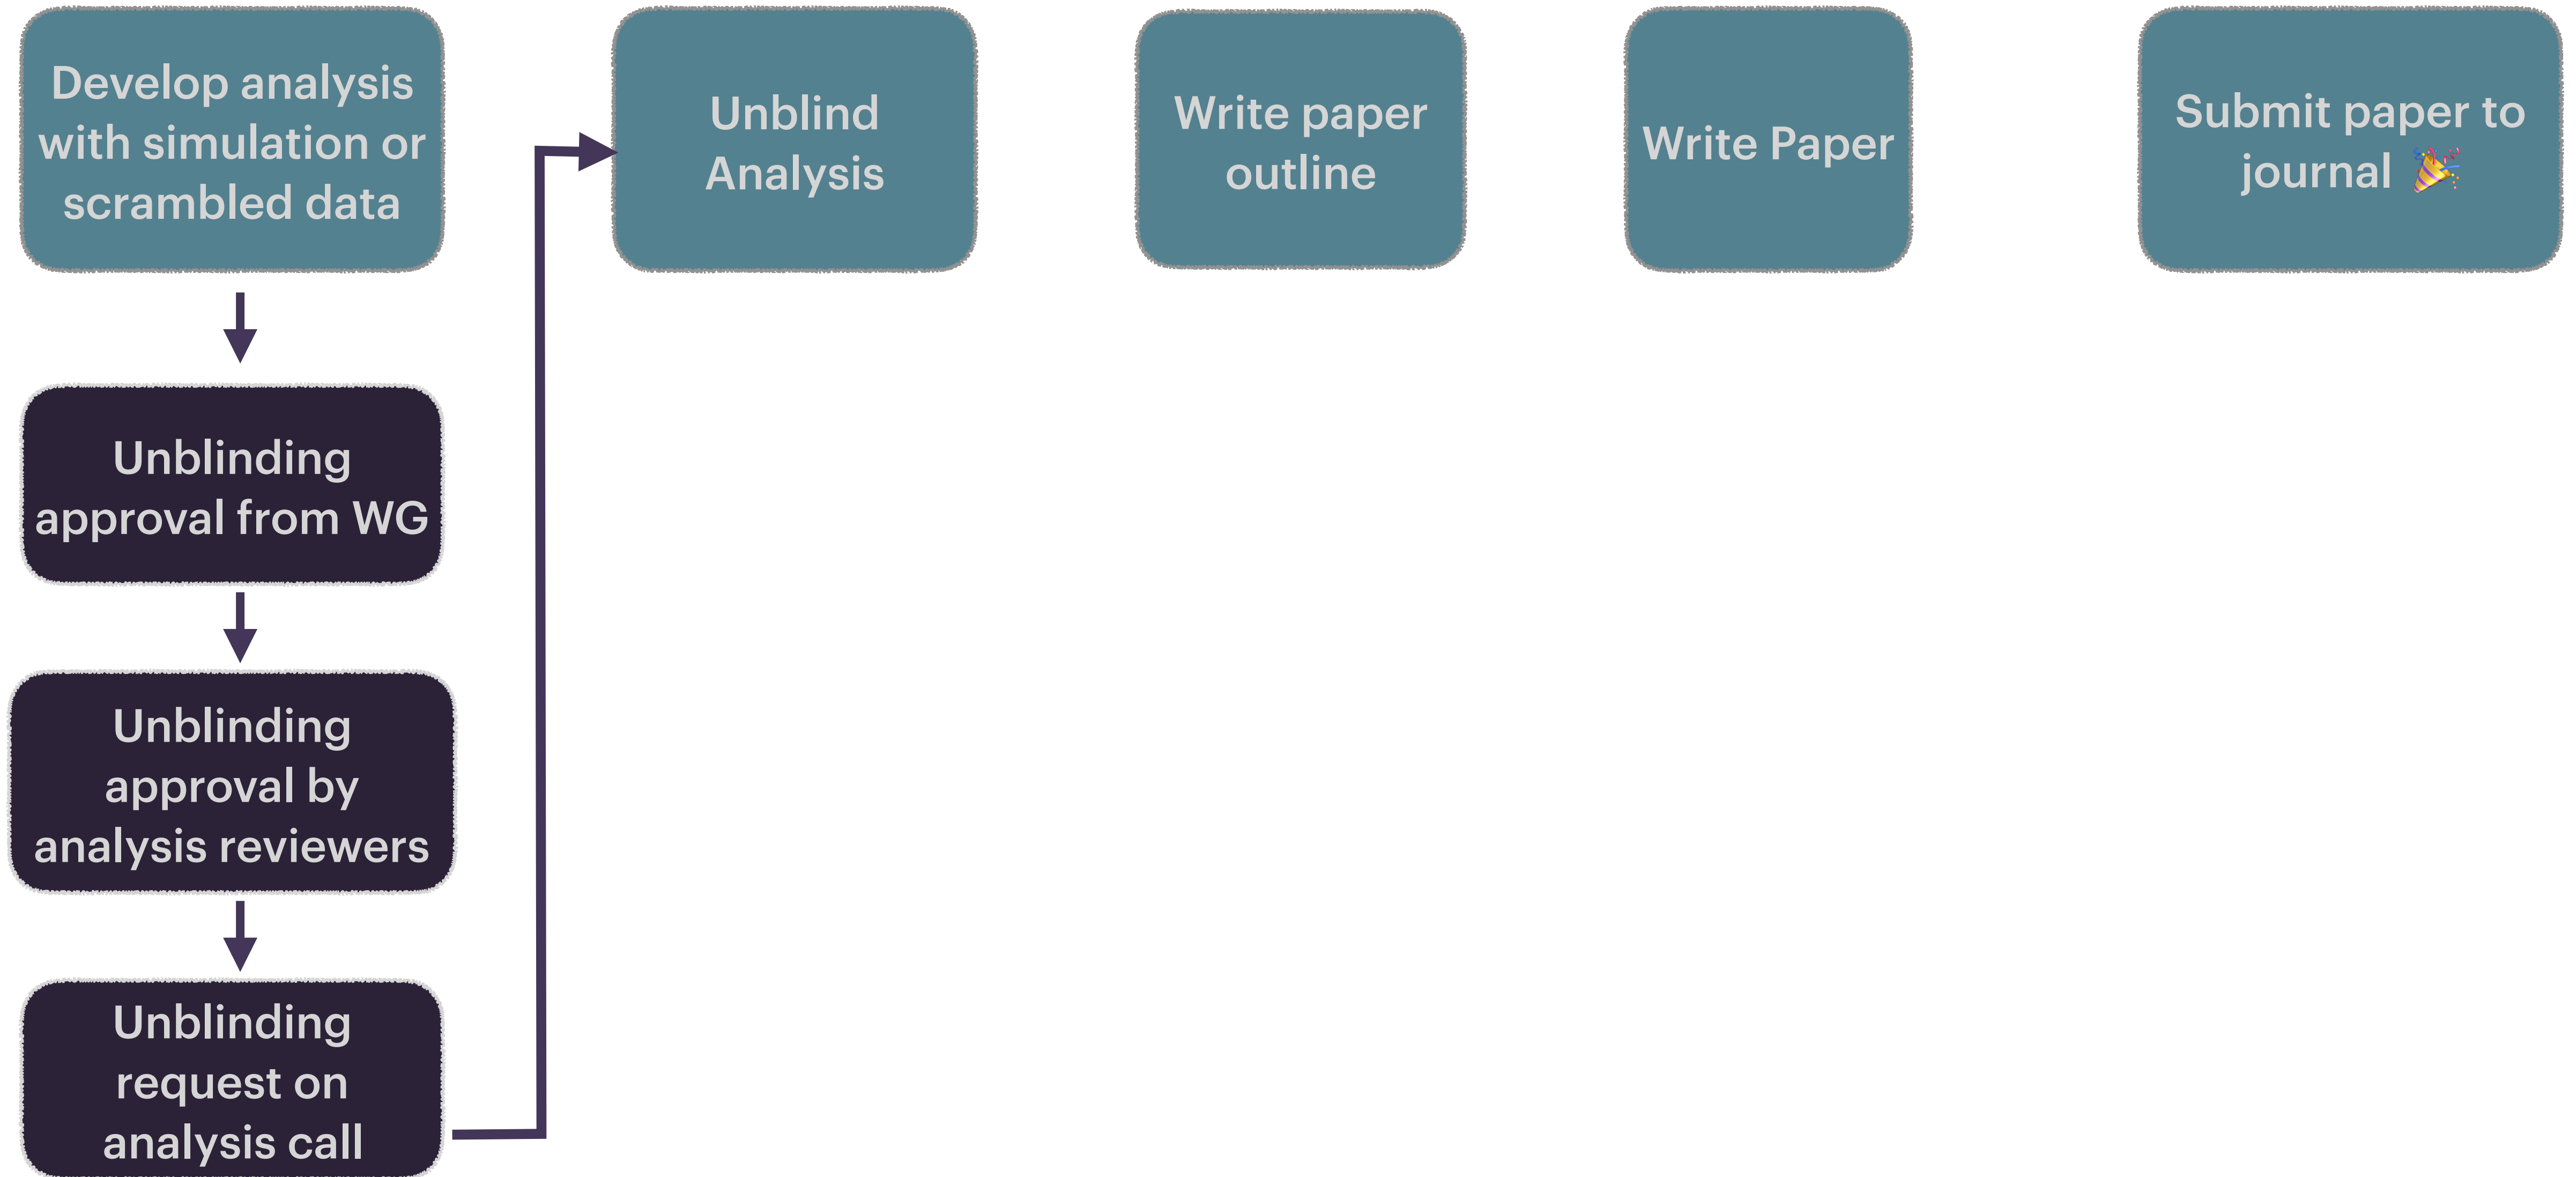 Develop analysis
with simulation or
scrambled data
Unblinding
approval from WG
Unblinding
approval by
analysis reviewers
Unblinding
request on
analysis call
Unblind
Analysis
Write paper
outline
Write Paper
Submit paper to
journal 🎉